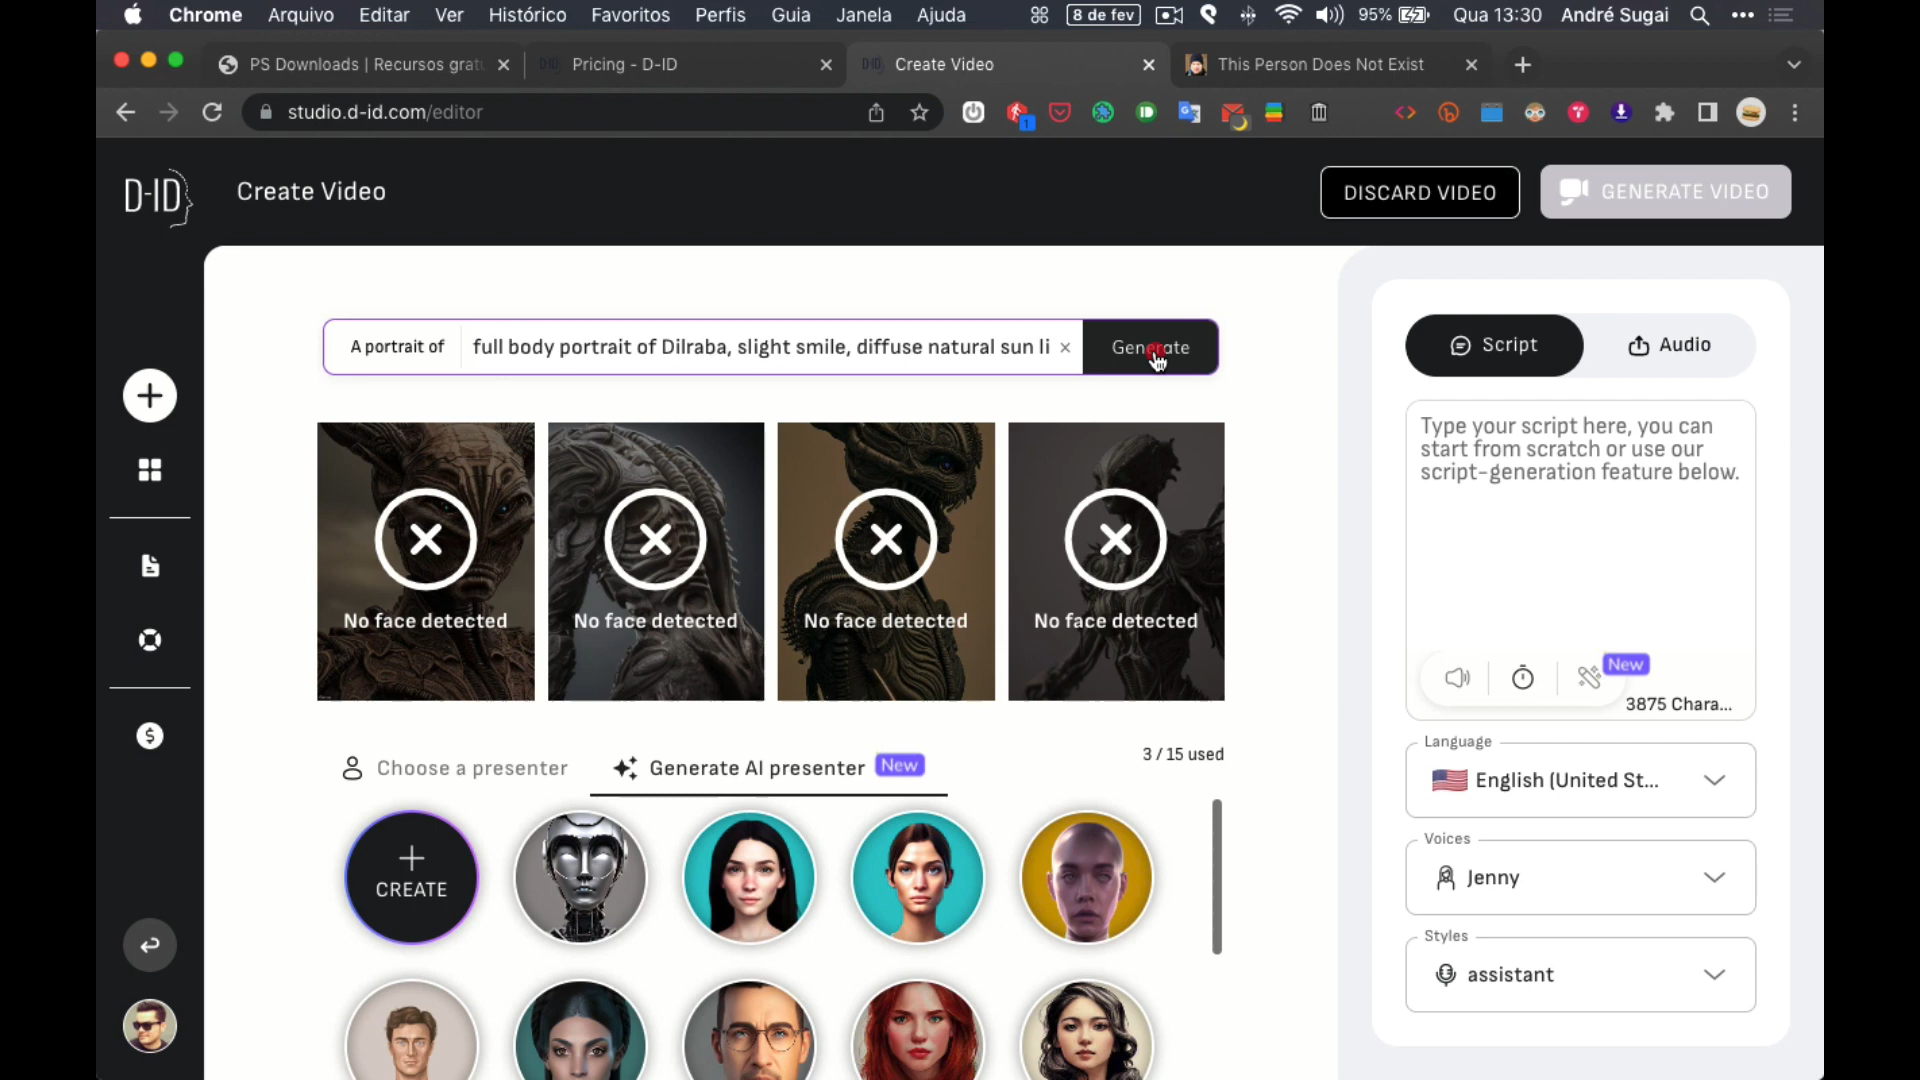 Chrome Arquivo Editar Ver Histórico Favoritos Perfis Guia Janela Ajuda 8 de fev 95% Qua 13:30 André Sugai
PS Downloads | Recursos grat Pricing - D-ID D-ID Create Video This Person Does Not Exist
studio.d-id.com/editor 1
D-ID Create Video DISCARD VIDEO GENERATE VIDEO
A portrait of full body portrait of Dilraba, slight smile, diffuse natural sun li Generate
Script Audio
Type your script here, you can
start from scratch or use our
script-generation feature below.
No face detected No face detected No face detected No face detected
New
3875 Chara...
Choose a presenter Generate AI presenter New 3 / 15 used
Language
English (United St...
CREATE
Voices
Jenny
Styles
assistant